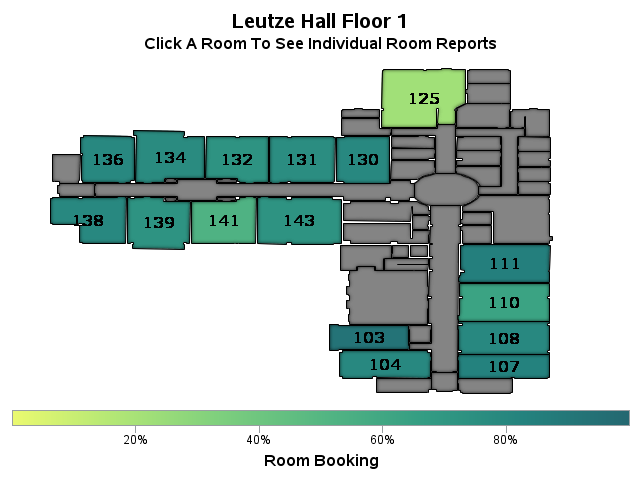 Leutze Hall Floor 1
Click A Room To See Individual Room Reports
125
136 134 132 131 130
138 139 141 143
111
110
103 108
104 107
20% 40% 60% 80%
Room Booking